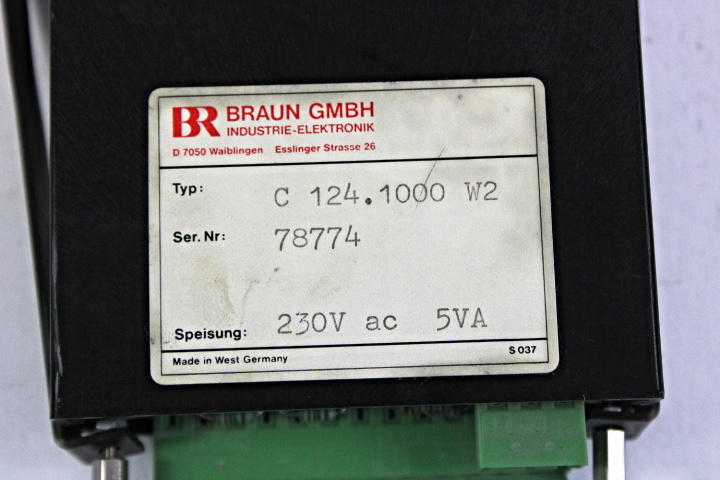 BR BRAUN GMBH
INDUSTRIE-ELEKTRONIK
D 7050 Waiblingen Esslinger Strasse 26
Typ: C 124.1000 W2
Ser. Nr: 78774
Speisung: 230V ac 5VA
Made in West Germany S 037